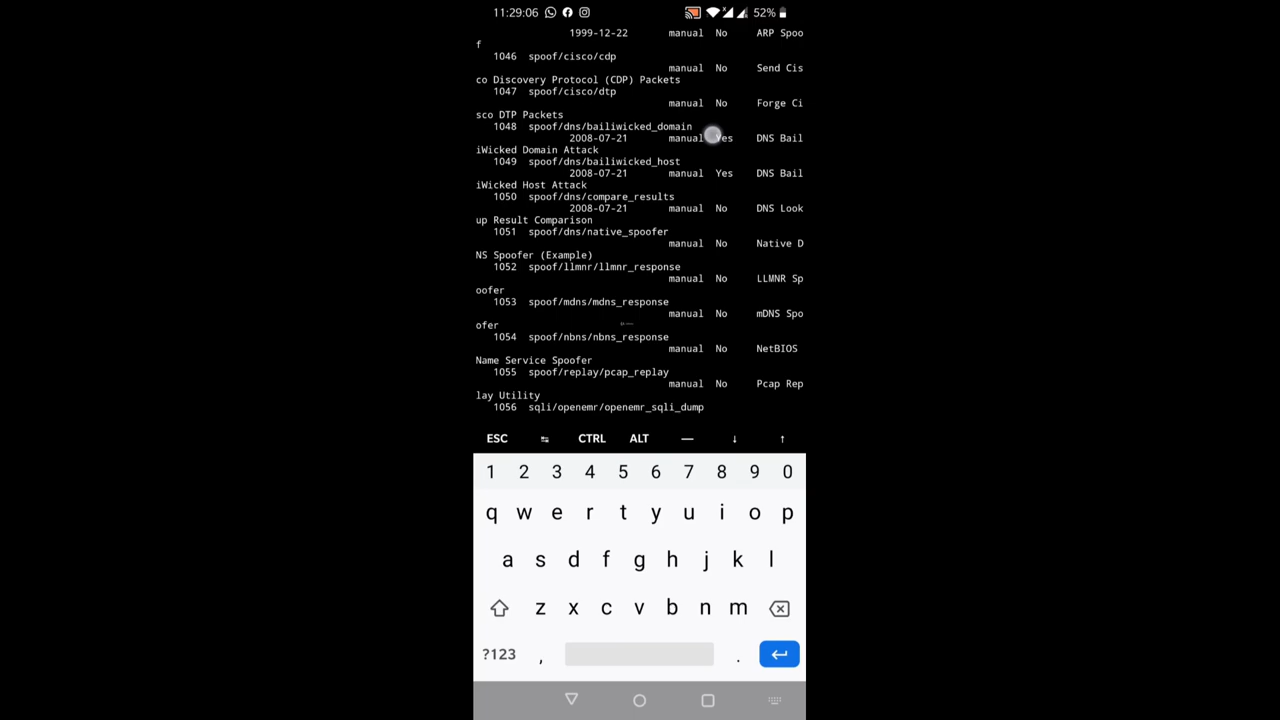 11:29:06 52%
1999-12-22 manual No ARP Spoo
f
1046 spoof/cisco/cdp
manual No Send Cis
co Discovery Protocol (CDP) Packets
1047 spoof/cisco/dtp
manual No Forge Ci
sco DTP Packets
1048 spoof/dns/bailiwicked_domain
2008-07-21 manual Yes DNS Bail
iWicked Domain Attack
1049 spoof/dns/bailiwicked_host
2008-07-21 manual Yes DNS Bail
iWicked Host Attack
1050 spoof/dns/compare_results
2008-07-21 manual No DNS Look
up Result Comparison
1051 spoof/dns/native_spoofer
manual No Native D
NS Spoofer (Example)
1052 spoof/llmnr/llmnr_response
manual No LLMNR Sp
oofer
1053 spoof/mdns/mdns_response
manual No mDNS Spo
ofer
1054 spoof/nbns/nbns_response
manual No NetBIOS
Name Service Spoofer
1055 spoof/replay/pcap_replay
manual No Pcap Rep
lay Utility
1056 sqli/openemr/openemr_sqli_dump
ESC ↹ CTRL ALT — ↓ ↑
1 2 3 4 5 6 7 8 9 0
q w e r t y u i o p
a s d f g h j k l
z x c v b n m
?123 , .